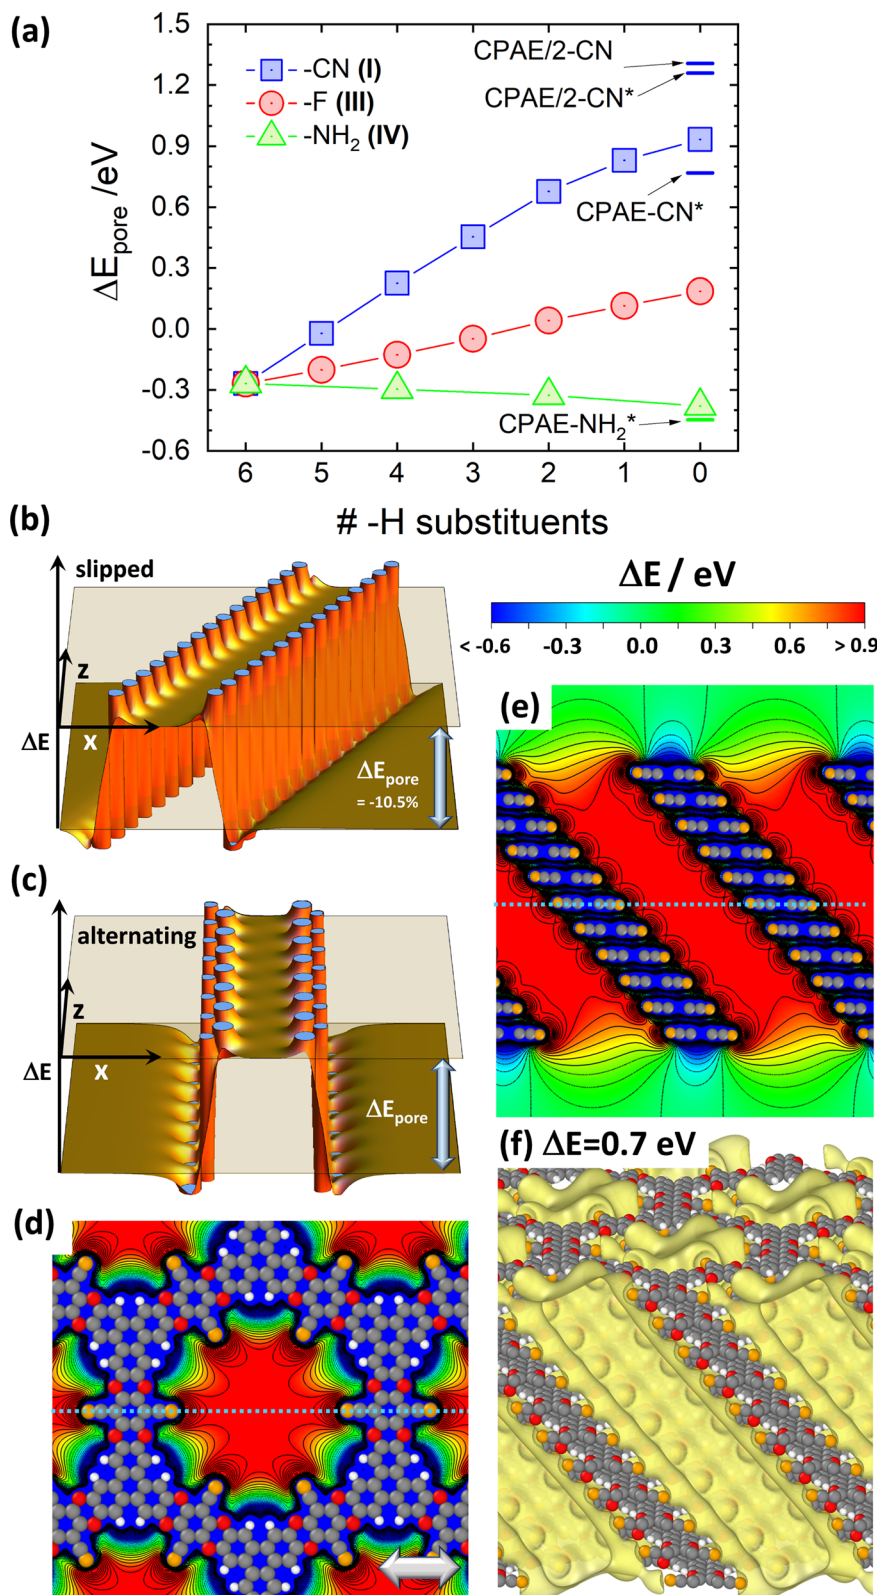 (a)
1.5
1.2
0.9
0.6
0.3
0.0
-0.3
-0.6
ΔE_pore /eV
-CN (I)
-F (III)
-NH₂ (IV)
CPAE/2-CN
CPAE/2-CN*
CPAE-CN*
CPAE-NH₂*
6 5 4 3 2 1 0
# -H substituents
(b)
slipped
z
ΔE
x
ΔE_pore
= -10.5%
ΔE / eV
< -0.6 -0.3 0.0 0.3 0.6 > 0.9
(c)
alternating
z
ΔE
x
ΔE_pore
(d)
(e)
(f) ΔE=0.7 eV